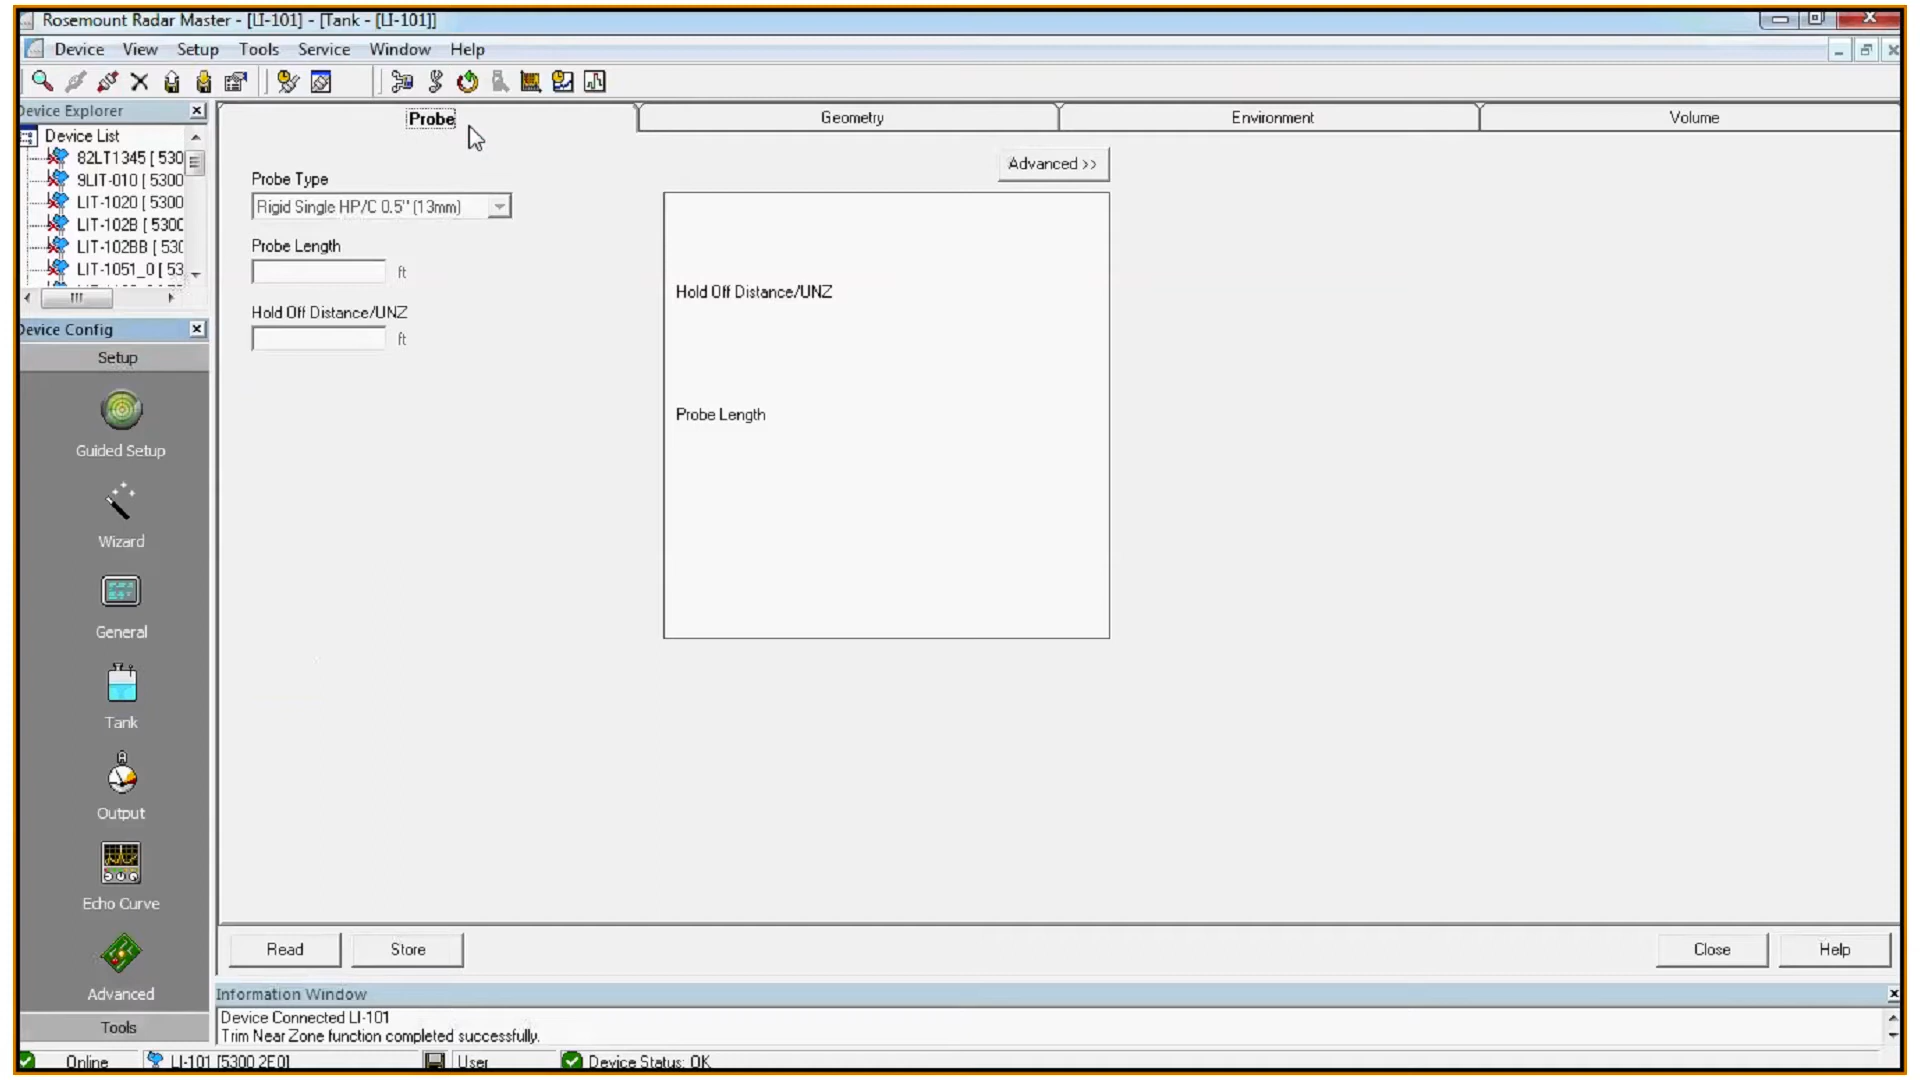 Rosemount Radar Master - [LI-101] - [Tank - [LI-101]]
Device View Setup Tools Service Window Help
Device Explorer
Device List
82LT1345 [ 530
9LIT-010 [ 5300
LIT-1020 [ 5300
LIT-102B [ 5300
LIT-102BB [ 530
LIT-1051_0 [ 53
Device Config
Setup
Guided Setup
Wizard
General
Tank
Output
Echo Curve
Advanced
Tools
Probe Geometry Environment Volume
Advanced >>
Probe Type
Rigid Single HP/C 0.5" (13mm)
Probe Length
ft
Hold Off Distance/UNZ
ft
Hold Off Distance/UNZ
Probe Length
Read Store Close Help
Information Window
Device Connected LI-101
Trim Near Zone function completed successfully.
Online LI-101 [5300 2E0] User Device Status: OK